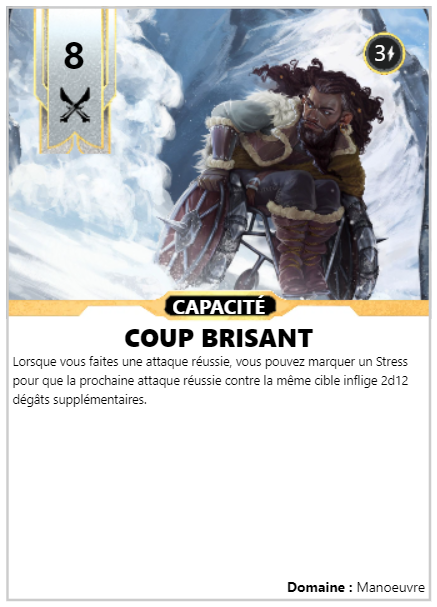 8
3
CAPACITÉ
COUP BRISANT
Lorsque vous faites une attaque réussie, vous pouvez marquer un Stress
pour que la prochaine attaque réussie contre la même cible inflige 2d12
dégâts supplémentaires.
Domaine : Manoeuvre